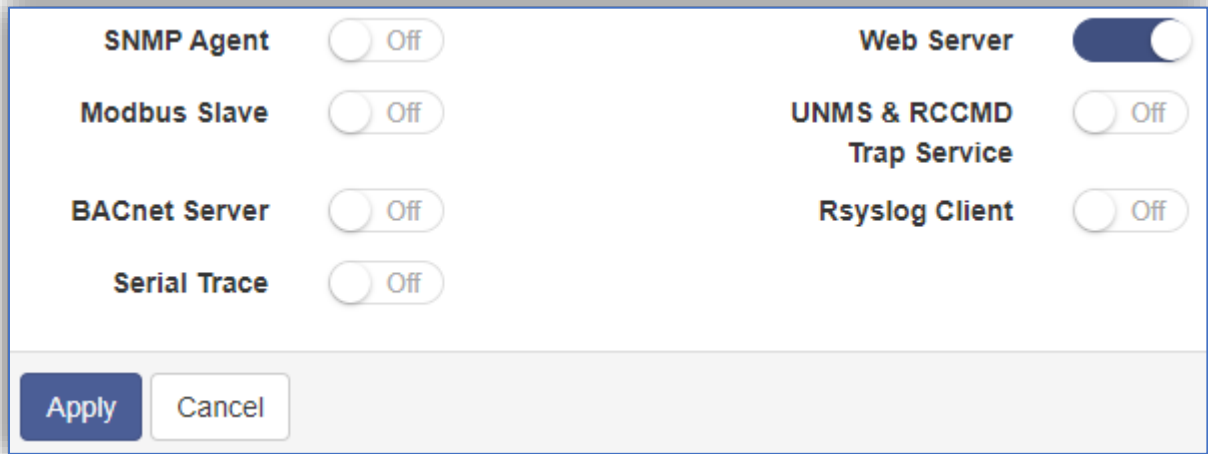 SNMP Agent Off Web Server
Modbus Slave Off UNMS & RCCMD Off
Trap Service
BACnet Server Off Rsyslog Client Off
Serial Trace Off
Apply Cancel